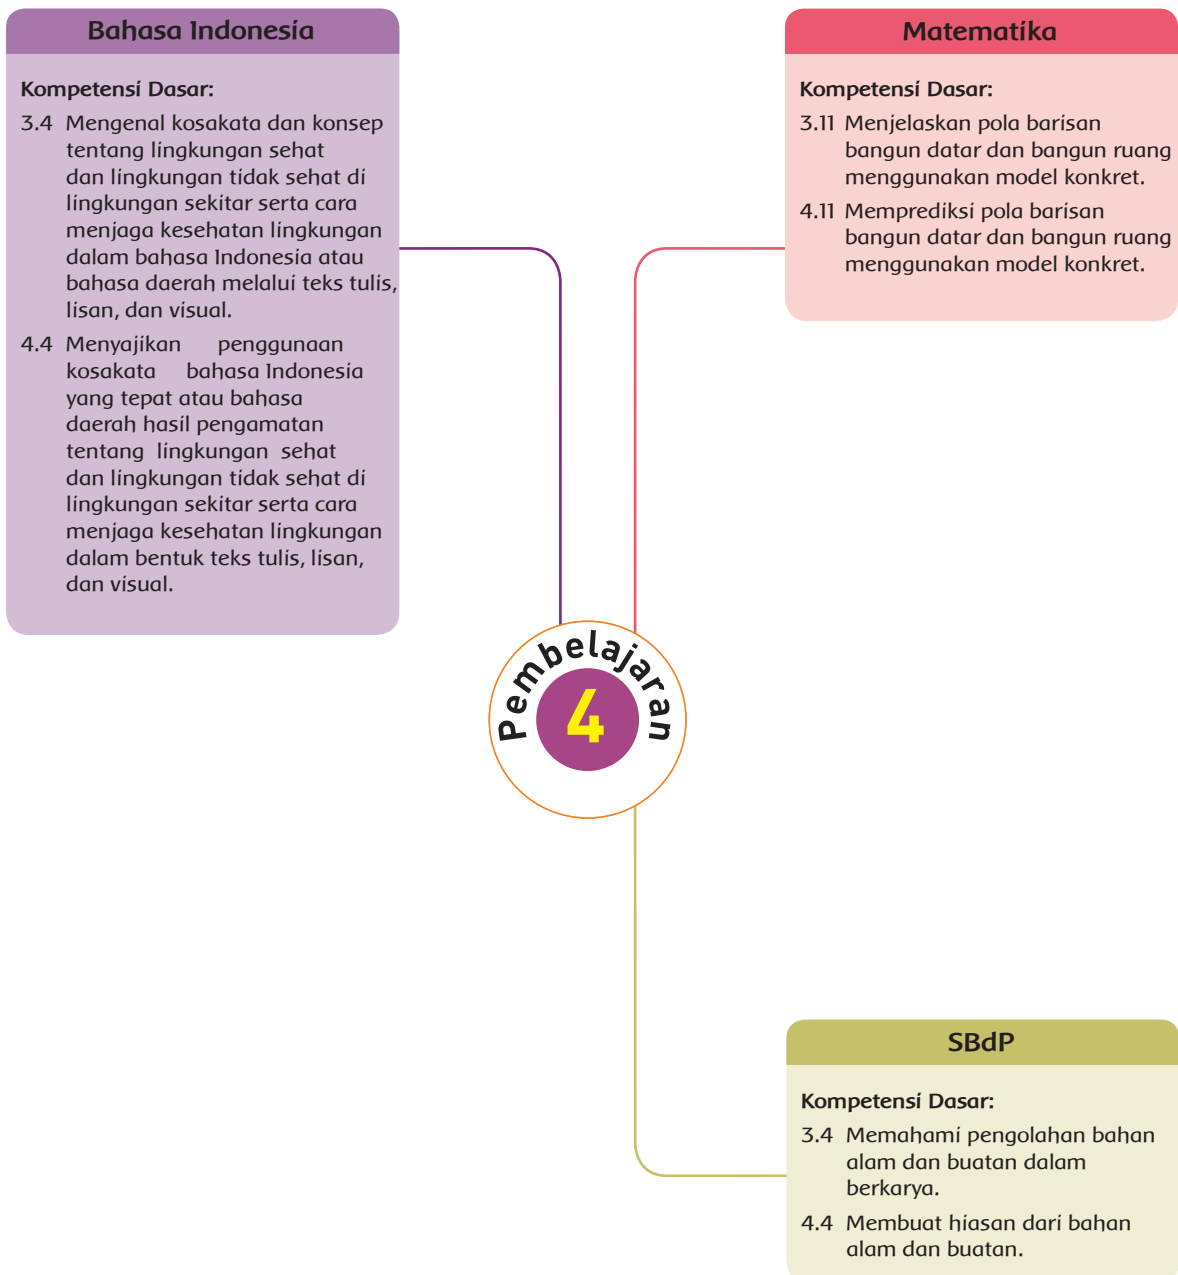 Bahasa Indonesia
Kompetensi Dasar:
3.4 Mengenal kosakata dan konsep
tentang lingkungan sehat
dan lingkungan tidak sehat di
lingkungan sekitar serta cara
menjaga kesehatan lingkungan
dalam bahasa Indonesia atau
bahasa daerah melalui teks tulis,
lisan, dan visual.
4.4 Menyajikan penggunaan
kosakata bahasa Indonesia
yang tepat atau bahasa
daerah hasil pengamatan
tentang lingkungan sehat
dan lingkungan tidak sehat di
lingkungan sekitar serta cara
menjaga kesehatan lingkungan
dalam bentuk teks tulis, lisan,
dan visual.
Matematika
Kompetensi Dasar:
3.11 Menjelaskan pola barisan
bangun datar dan bangun ruang
menggunakan model konkret.
4.11 Memprediksi pola barisan
bangun datar dan bangun ruang
menggunakan model konkret.
Pembelajaran
4
SBdP
Kompetensi Dasar:
3.4 Memahami pengolahan bahan
alam dan buatan dalam
berkarya.
4.4 Membuat hiasan dari bahan
alam dan buatan.